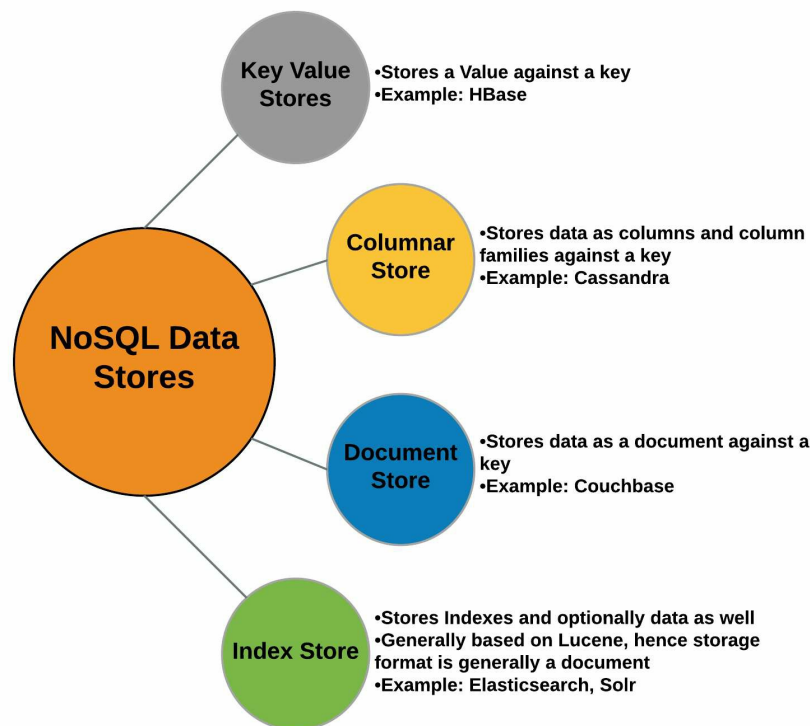 Key Value
Stores
•Stores a Value against a key
•Example: HBase
Columnar
Store
•Stores data as columns and column
families against a key
•Example: Cassandra
NoSQL Data
Stores
Document
Store
•Stores data as a document against a
key
•Example: Couchbase
Index Store
•Stores Indexes and optionally data as well
•Generally based on Lucene, hence storage
format is generally a document
•Example: Elasticsearch, Solr